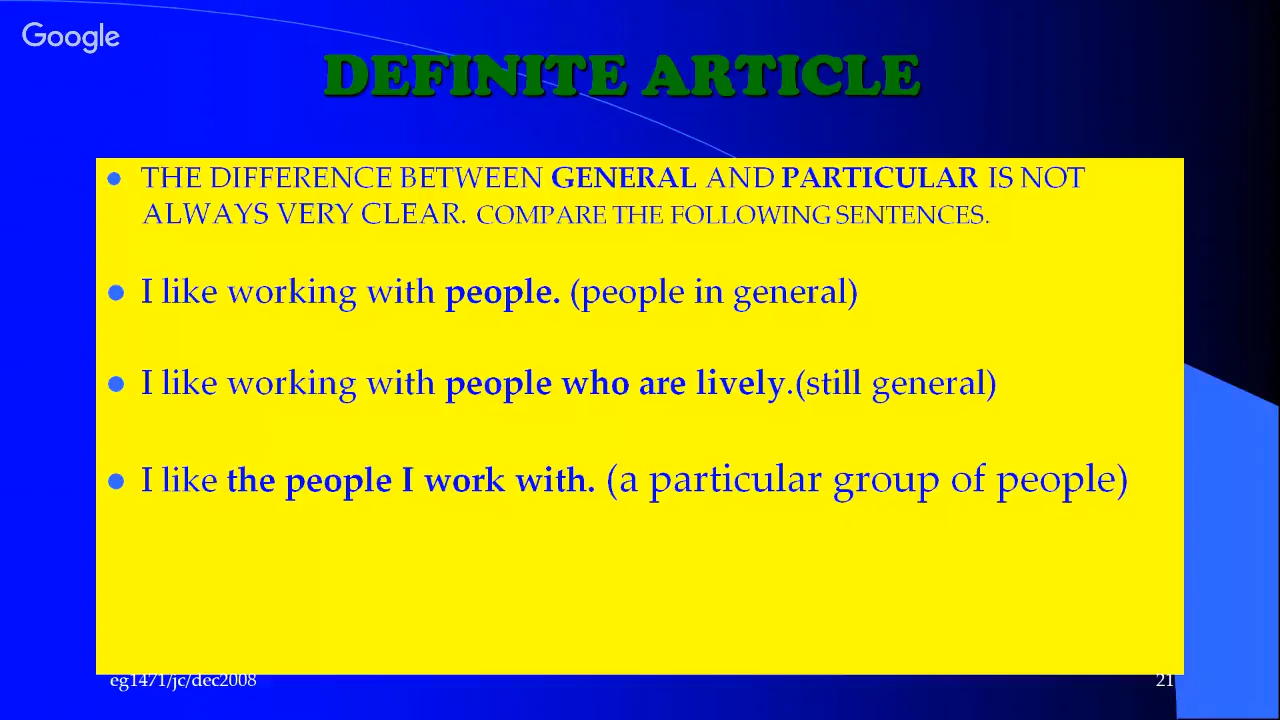 Google
DEFINITE ARTICLE
• THE DIFFERENCE BETWEEN GENERAL AND PARTICULAR IS NOT
ALWAYS VERY CLEAR. COMPARE THE FOLLOWING SENTENCES.
• I like working with people. (people in general)
• I like working with people who are lively.(still general)
• I like the people I work with. (a particular group of people)
eg1471/jc/dec2008
21